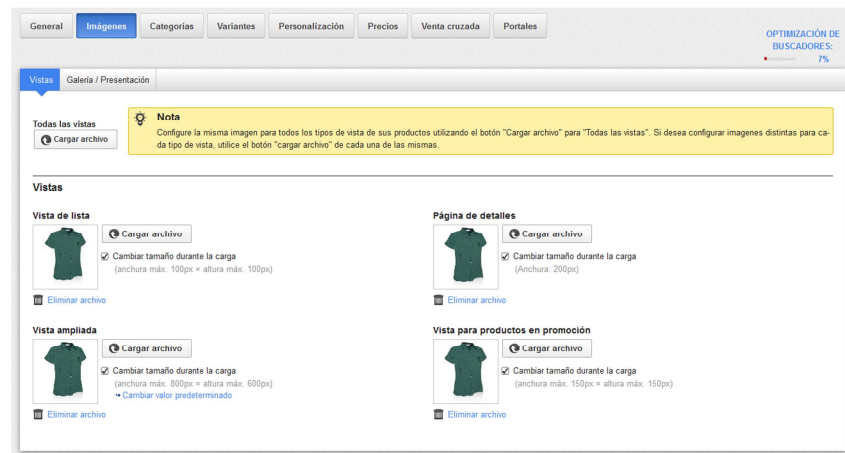 General Imágenes Categorías Variantes Personalización Precios Venta cruzada Portales
OPTIMIZACIÓN DE
BUSCADORES:
7%
Vistas Galería / Presentación
Todas las vistas
Cargar archivo
Nota
Configure la misma imagen para todos los tipos de vista de sus productos utilizando el botón "Cargar archivo" para "Todas las vistas". Si desea configurar imagenes distintas para ca-
da tipo de vista, utilice el botón "cargar archivo" de cada una de las mismas.
Vistas
Vista de lista
Cargar archivo
Cambiar tamaño durante la carga
(anchura máx. 100px × altura máx. 100px)
Eliminar archivo
Página de detalles
Cargar archivo
Cambiar tamaño durante la carga
(Anchura: 200px)
Eliminar archivo
Vista ampliada
Cargar archivo
Cambiar tamaño durante la carga
(anchura máx. 800px × altura máx. 600px)
Cambiar valor predeterminado
Eliminar archivo
Vista para productos en promoción
Cargar archivo
Cambiar tamaño durante la carga
(anchura máx. 150px × altura máx. 150px)
Eliminar archivo